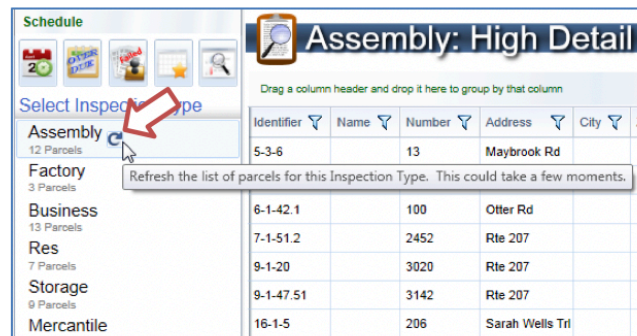 Schedule
20
OVER DUE
Failed
Select Inspection Type
Assembly
12 Parcels
Factory
3 Parcels
Business
13 Parcels
Res
7 Parcels
Storage
9 Parcels
Mercantile
Assembly: High Detail
Drag a column header and drop it here to group by that column
Identifier Name Number Address City
5-3-6 13 Maybrook Rd
Refresh the list of parcels for this Inspection Type. This could take a few moments.
6-1-42.1 100 Otter Rd
7-1-51.2 2452 Rte 207
9-1-20 3020 Rte 207
9-1-47.51 3142 Rte 207
16-1-5 206 Sarah Wells Trl